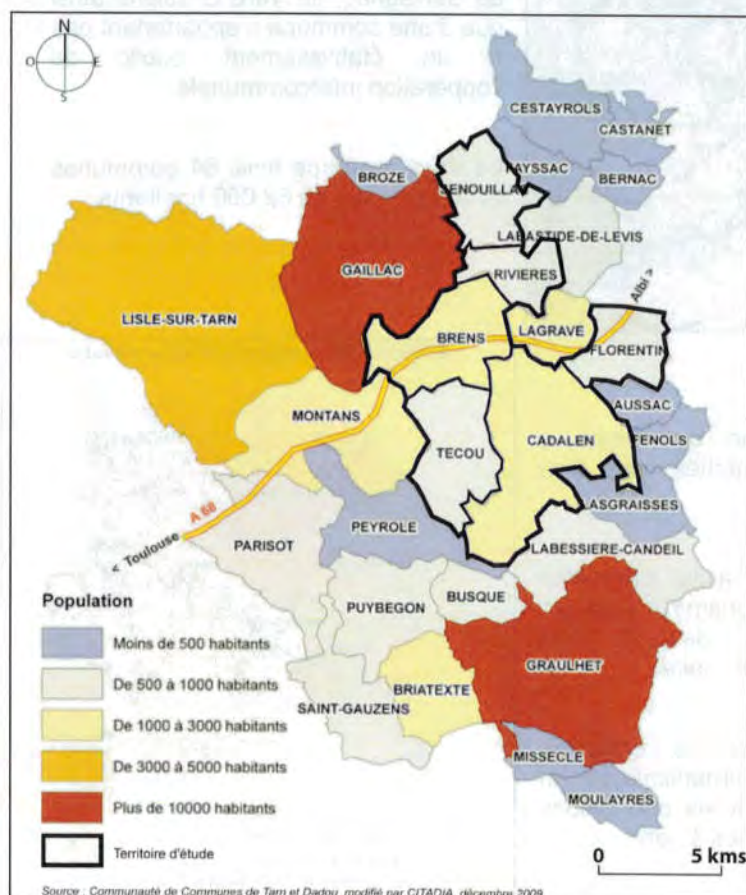 N
O E
S
CESTAYROLS
CASTANET
FAYSSAC
BERNAC
BROZE
SENOUILLAC
LABASTIDE-DE-LEVIS
GAILLAC
RIVIERES
Albi >
LISLE-SUR-TARN
BRENS
LAGRAVE
FLORENTIN
MONTANS
AUSSAC
CADALEN
FENOLS
TECOU
LASGRAISSES
PEYROLE
A 68
< Toulouse
PARISOT
LABESSIERE-CANDEIL
PUYBEGON
BUSQUE
GRAULHET
BRIATEXTE
SAINT-GAUZENS
MISSECLE
MOULAYRES
Population
Moins de 500 habitants
De 500 à 1000 habitants
De 1000 à 3000 habitants
De 3000 à 5000 habitants
Plus de 10000 habitants
Territoire d'étude
0 5 kms
Source : Communauté de Communes de Tarn et Dadou, modifié par CITADIA, décembre 2009